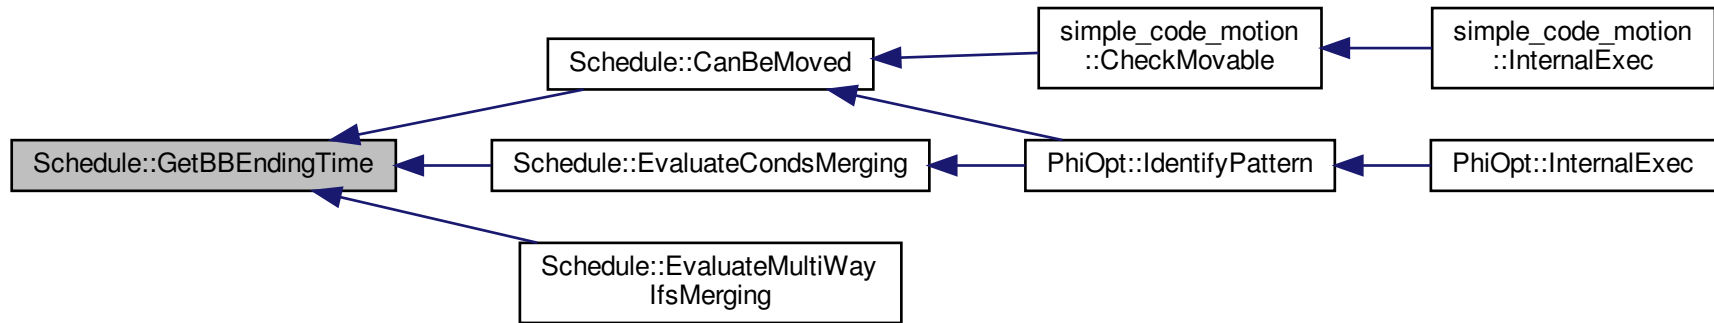 Schedule::GetBBEndingTime
Schedule::CanBeMoved
Schedule::EvaluateCondsMerging
Schedule::EvaluateMultiWay
IfsMerging
simple_code_motion
::CheckMovable
PhiOpt::IdentifyPattern
simple_code_motion
::InternalExec
PhiOpt::InternalExec